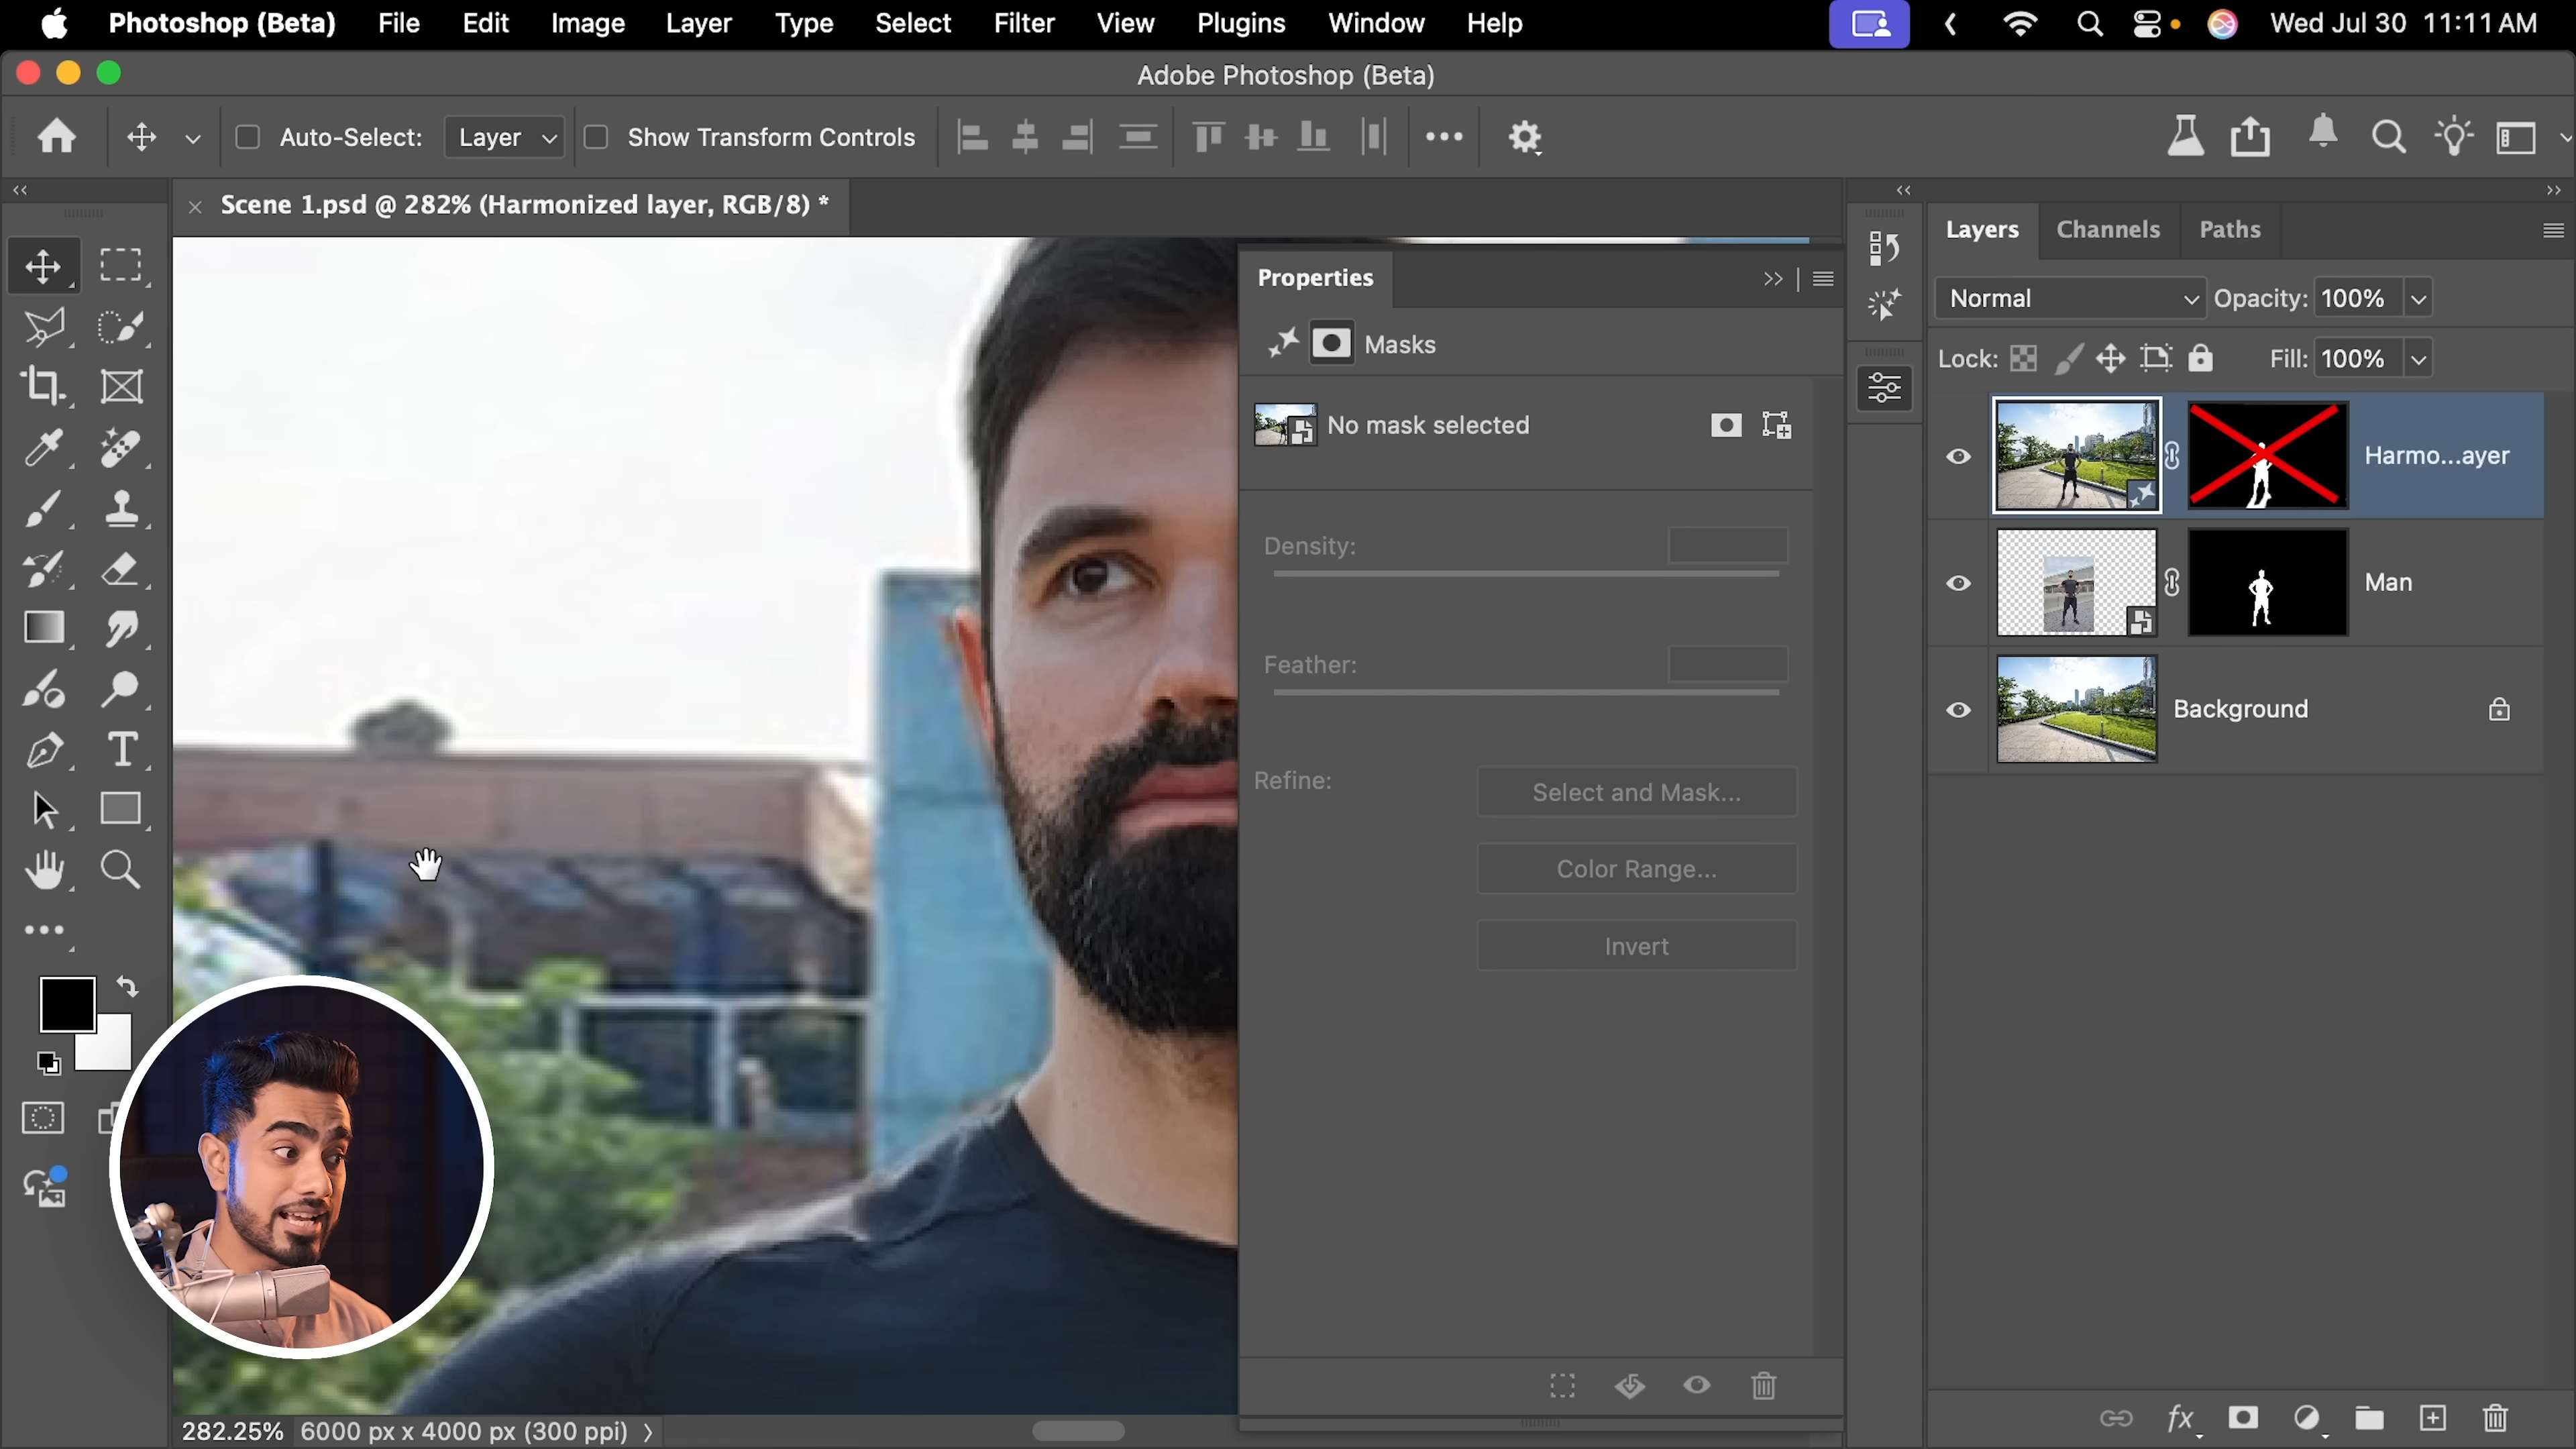 Photoshop (Beta) File Edit Image Layer Type Select Filter View Plugins Window Help Wed Jul 30 11:11 AM
Adobe Photoshop (Beta)
Auto-Select: Layer Show Transform Controls
Scene 1.psd @ 282% (Harmonized layer, RGB/8) *
Layers Channels Paths
Properties
Normal Opacity: 100%
Masks
Lock: Fill: 100%
No mask selected
Harmo...ayer
Density:
Man
Feather:
Background
Refine: Select and Mask...
Color Range...
Invert
282.25% 6000 px x 4000 px (300 ppi)